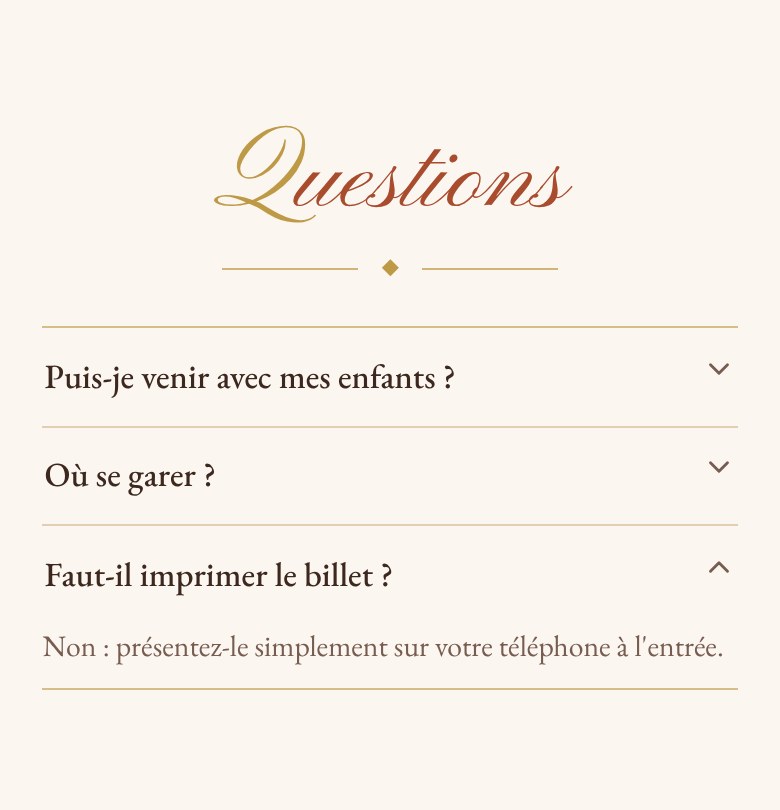 Questions
Puis-je venir avec mes enfants ?
Où se garer ?
Faut-il imprimer le billet ?
Non : présentez-le simplement sur votre téléphone à l'entrée.